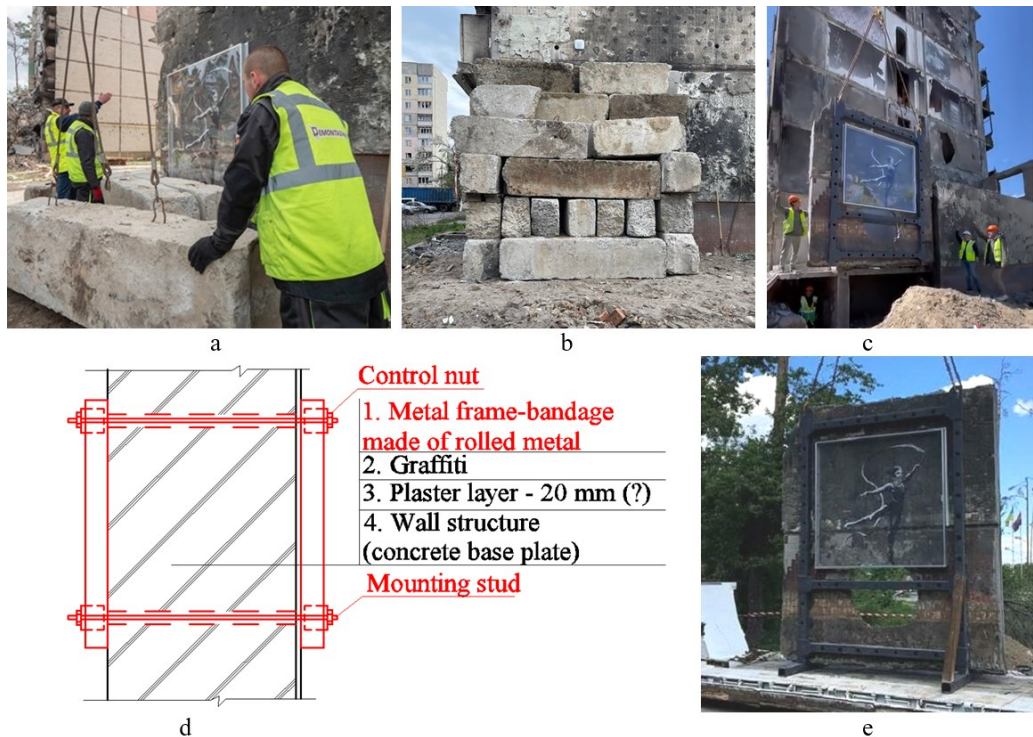 DEMONTAZH
a
b
c
Control nut
1. Metal frame-bandage
made of rolled metal
2. Graffiti
3. Plaster layer - 20 mm (?)
4. Wall structure
(concrete base plate)
Mounting stud
d
e